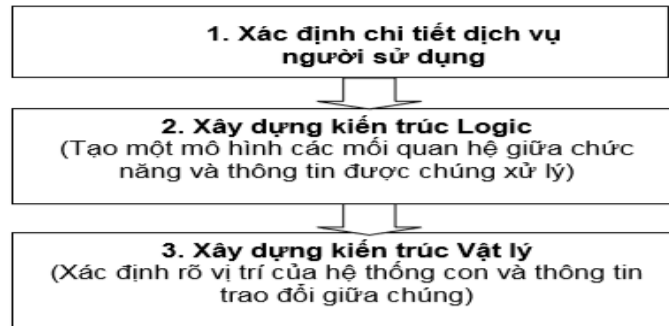 1. Xác định chi tiết dịch vụ
người sử dụng
2. Xây dựng kiến trúc Logic
(Tạo một mô hình các mối quan hệ giữa chức
năng và thông tin được chúng xử lý)
3. Xây dựng kiến trúc Vật lý
(Xác định rõ vị trí của hệ thống con và thông tin
trao đổi giữa chúng)